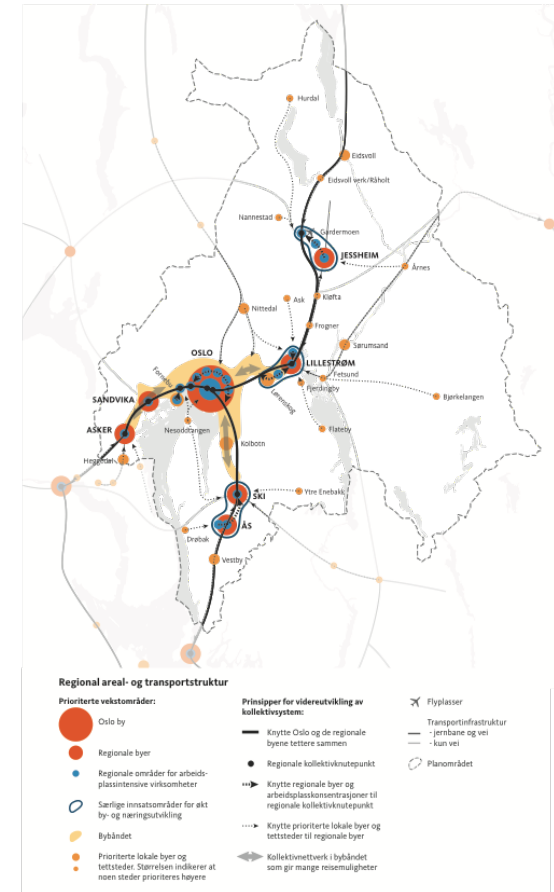 Hurdal
Eidsvoll
Eidsvoll verk/Råholt
Nannestad
Gardermoen
JESSHEIM
Årnes
Ask
Kløfta
Nittedal
Frogner
Sørumsand
OSLO
LILLESTRØM
Fornebu
Fetsund
Fjerdingby
Lørenskog
SANDVIKA
Bjørkelangen
ASKER
Nesoddtangen
Flateby
Kolbotn
Heggedal
SKI
Ytre Enebakk
ÅS
Drøbak
Vestby
Regional areal- og transportstruktur
Prioriterte vekstområder:
Oslo by
Regionale byer
Regionale områder for arbeids-
plassintensive virksomheter
Særlige innsatsområder for økt
by- og næringsutvikling
Bybåndet
Prioriterte lokale byer og
tettsteder. Størrelsen indikerer at
noen steder prioriteres høyere
Prinsipper for videreutvikling av
kollektivsystem:
Knytte Oslo og de regionale
byene tettere sammen
Regionale kollektivknutepunkt
Knytte regionale byer og
arbeidsplasskonsentrasjoner til
regionale kollektivknutepunkt
Knytte prioriterte lokale byer og
tettsteder til regionale byer
Kollektivnettverk i bybåndet
som gir mange reisemuligheter
Flyplasser
Transportinfrastruktur
- jernbane og vei
- kun vei
Planområdet